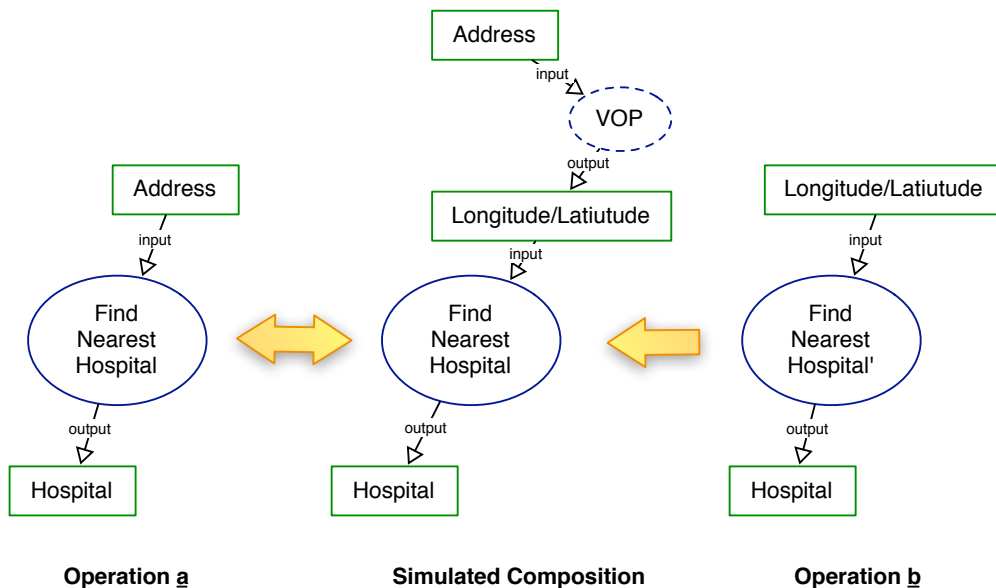 Address
input
VOP
output
Longitude/Latiutude
input
Find
Nearest
Hospital
output
Hospital
Simulated Composition
Address
input
Find
Nearest
Hospital
output
Hospital
Operation a
Longitude/Latiutude
input
Find
Nearest
Hospital'
output
Hospital
Operation b